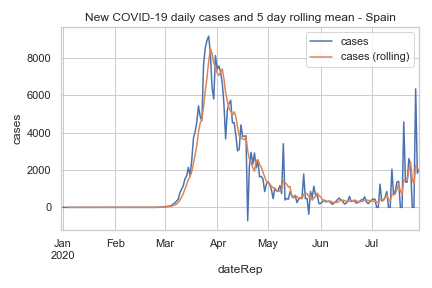 New COVID-19 daily cases and 5 day rolling mean - Spain
cases
cases (rolling)
8000
6000
4000
2000
0
cases
Jan
2020
Feb
Mar
Apr
May
Jun
Jul
dateRep